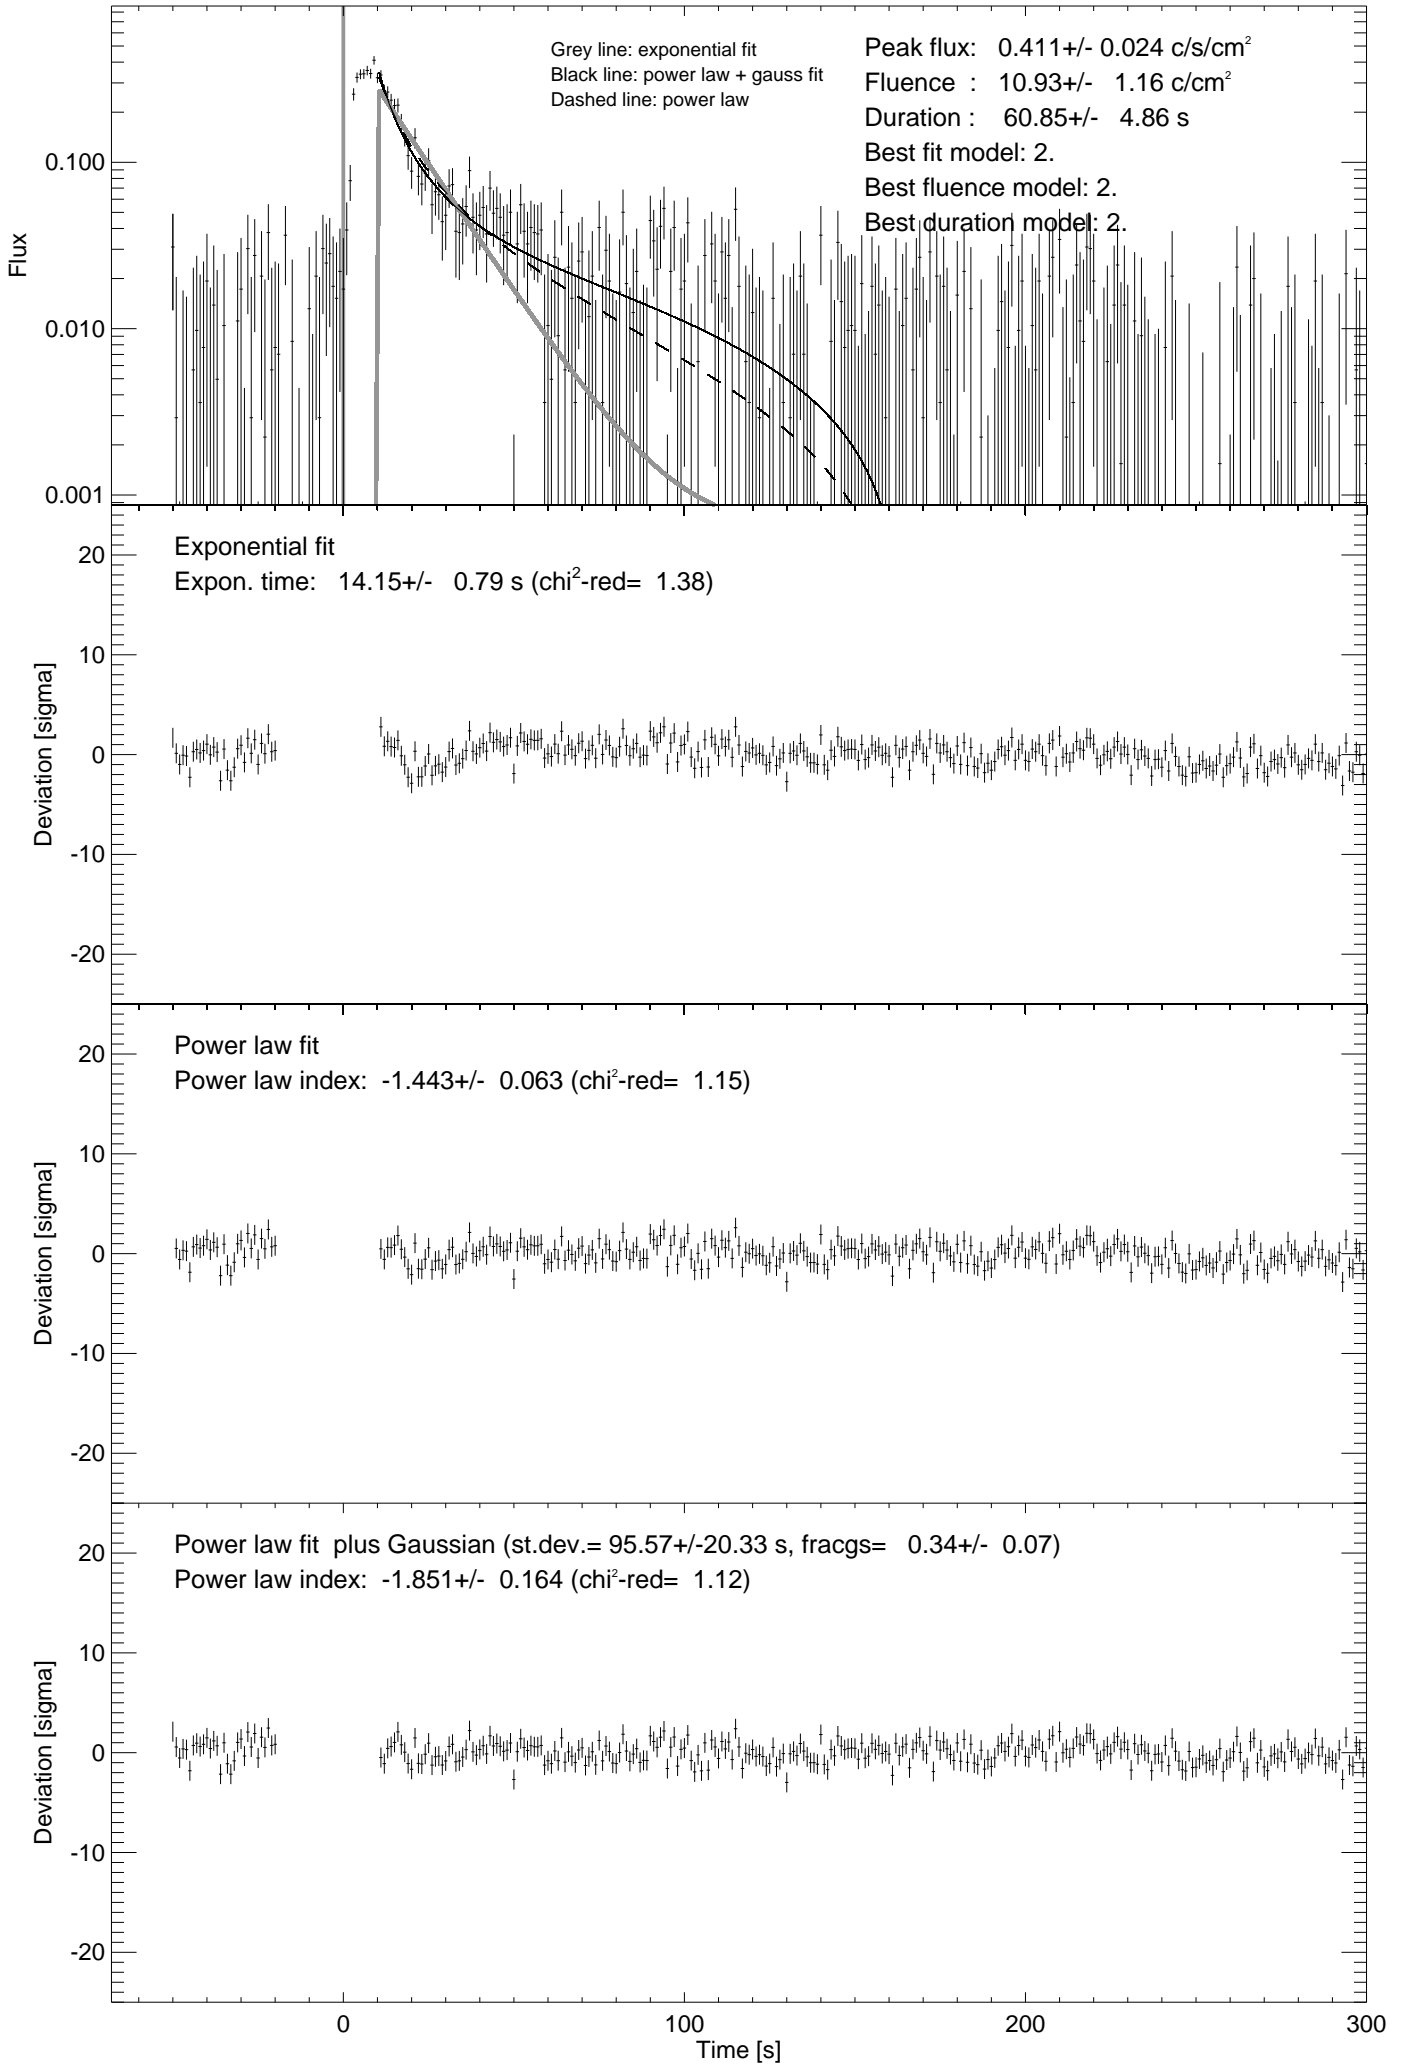 Grey line: exponential fit
Black line: power law + gauss fit
Dashed line: power law
Peak flux: 0.411+/- 0.024 c/s/cm²
Fluence : 10.93+/- 1.16 c/cm²
Duration : 60.85+/- 4.86 s
Best fit model: 2.
Best fluence model: 2.
Best duration model: 2.
Flux
0.100
0.010
0.001
Exponential fit
Expon. time: 14.15+/- 0.79 s (chi²-red= 1.38)
Deviation [sigma]
20
10
0
-10
-20
Power law fit
Power law index: -1.443+/- 0.063 (chi²-red= 1.15)
Deviation [sigma]
20
10
0
-10
-20
Power law fit plus Gaussian (st.dev.= 95.57+/-20.33 s, fracgs= 0.34+/- 0.07)
Power law index: -1.851+/- 0.164 (chi²-red= 1.12)
Deviation [sigma]
20
10
0
-10
-20
0 100 200 300
Time [s]